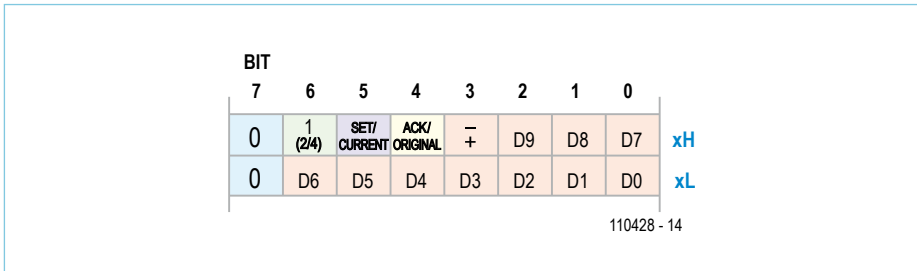 BIT
7 6 5 4 3 2 1 0
0 1 (2/4) SET/CURRENT ACK/ORIGINAL – + D9 D8 D7 xH
0 D6 D5 D4 D3 D2 D1 D0 xL
110428 - 14